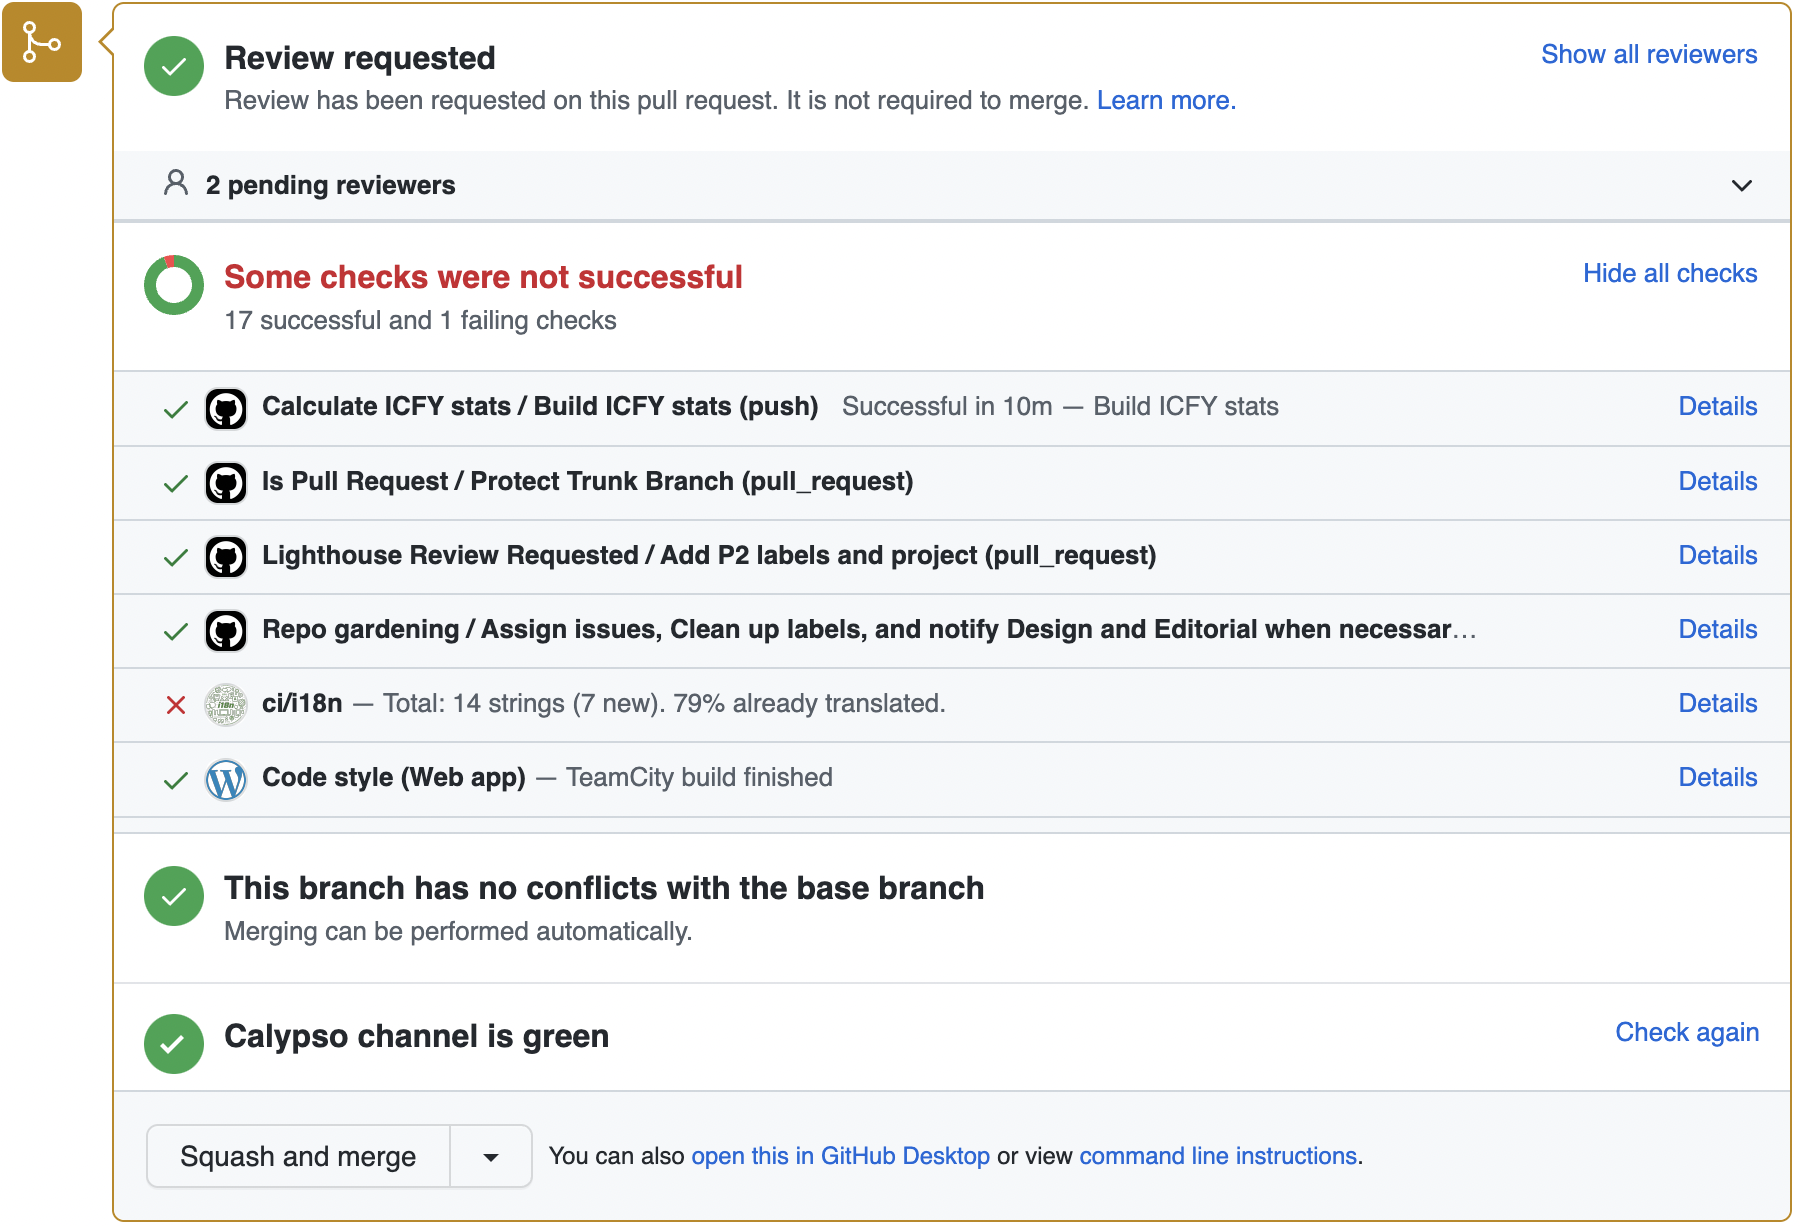 Review requested
Show all reviewers
Review has been requested on this pull request. It is not required to merge. Learn more.
2 pending reviewers
Some checks were not successful
Hide all checks
17 successful and 1 failing checks
Calculate ICFY stats / Build ICFY stats (push) Successful in 10m — Build ICFY stats Details
Is Pull Request / Protect Trunk Branch (pull_request) Details
Lighthouse Review Requested / Add P2 labels and project (pull_request) Details
Repo gardening / Assign issues, Clean up labels, and notify Design and Editorial when necessar… Details
i18n
ci/i18n — Total: 14 strings (7 new). 79% already translated. Details
Code style (Web app) — TeamCity build finished Details
This branch has no conflicts with the base branch
Merging can be performed automatically.
Calypso channel is green
Check again
Squash and merge
You can also open this in GitHub Desktop or view command line instructions.